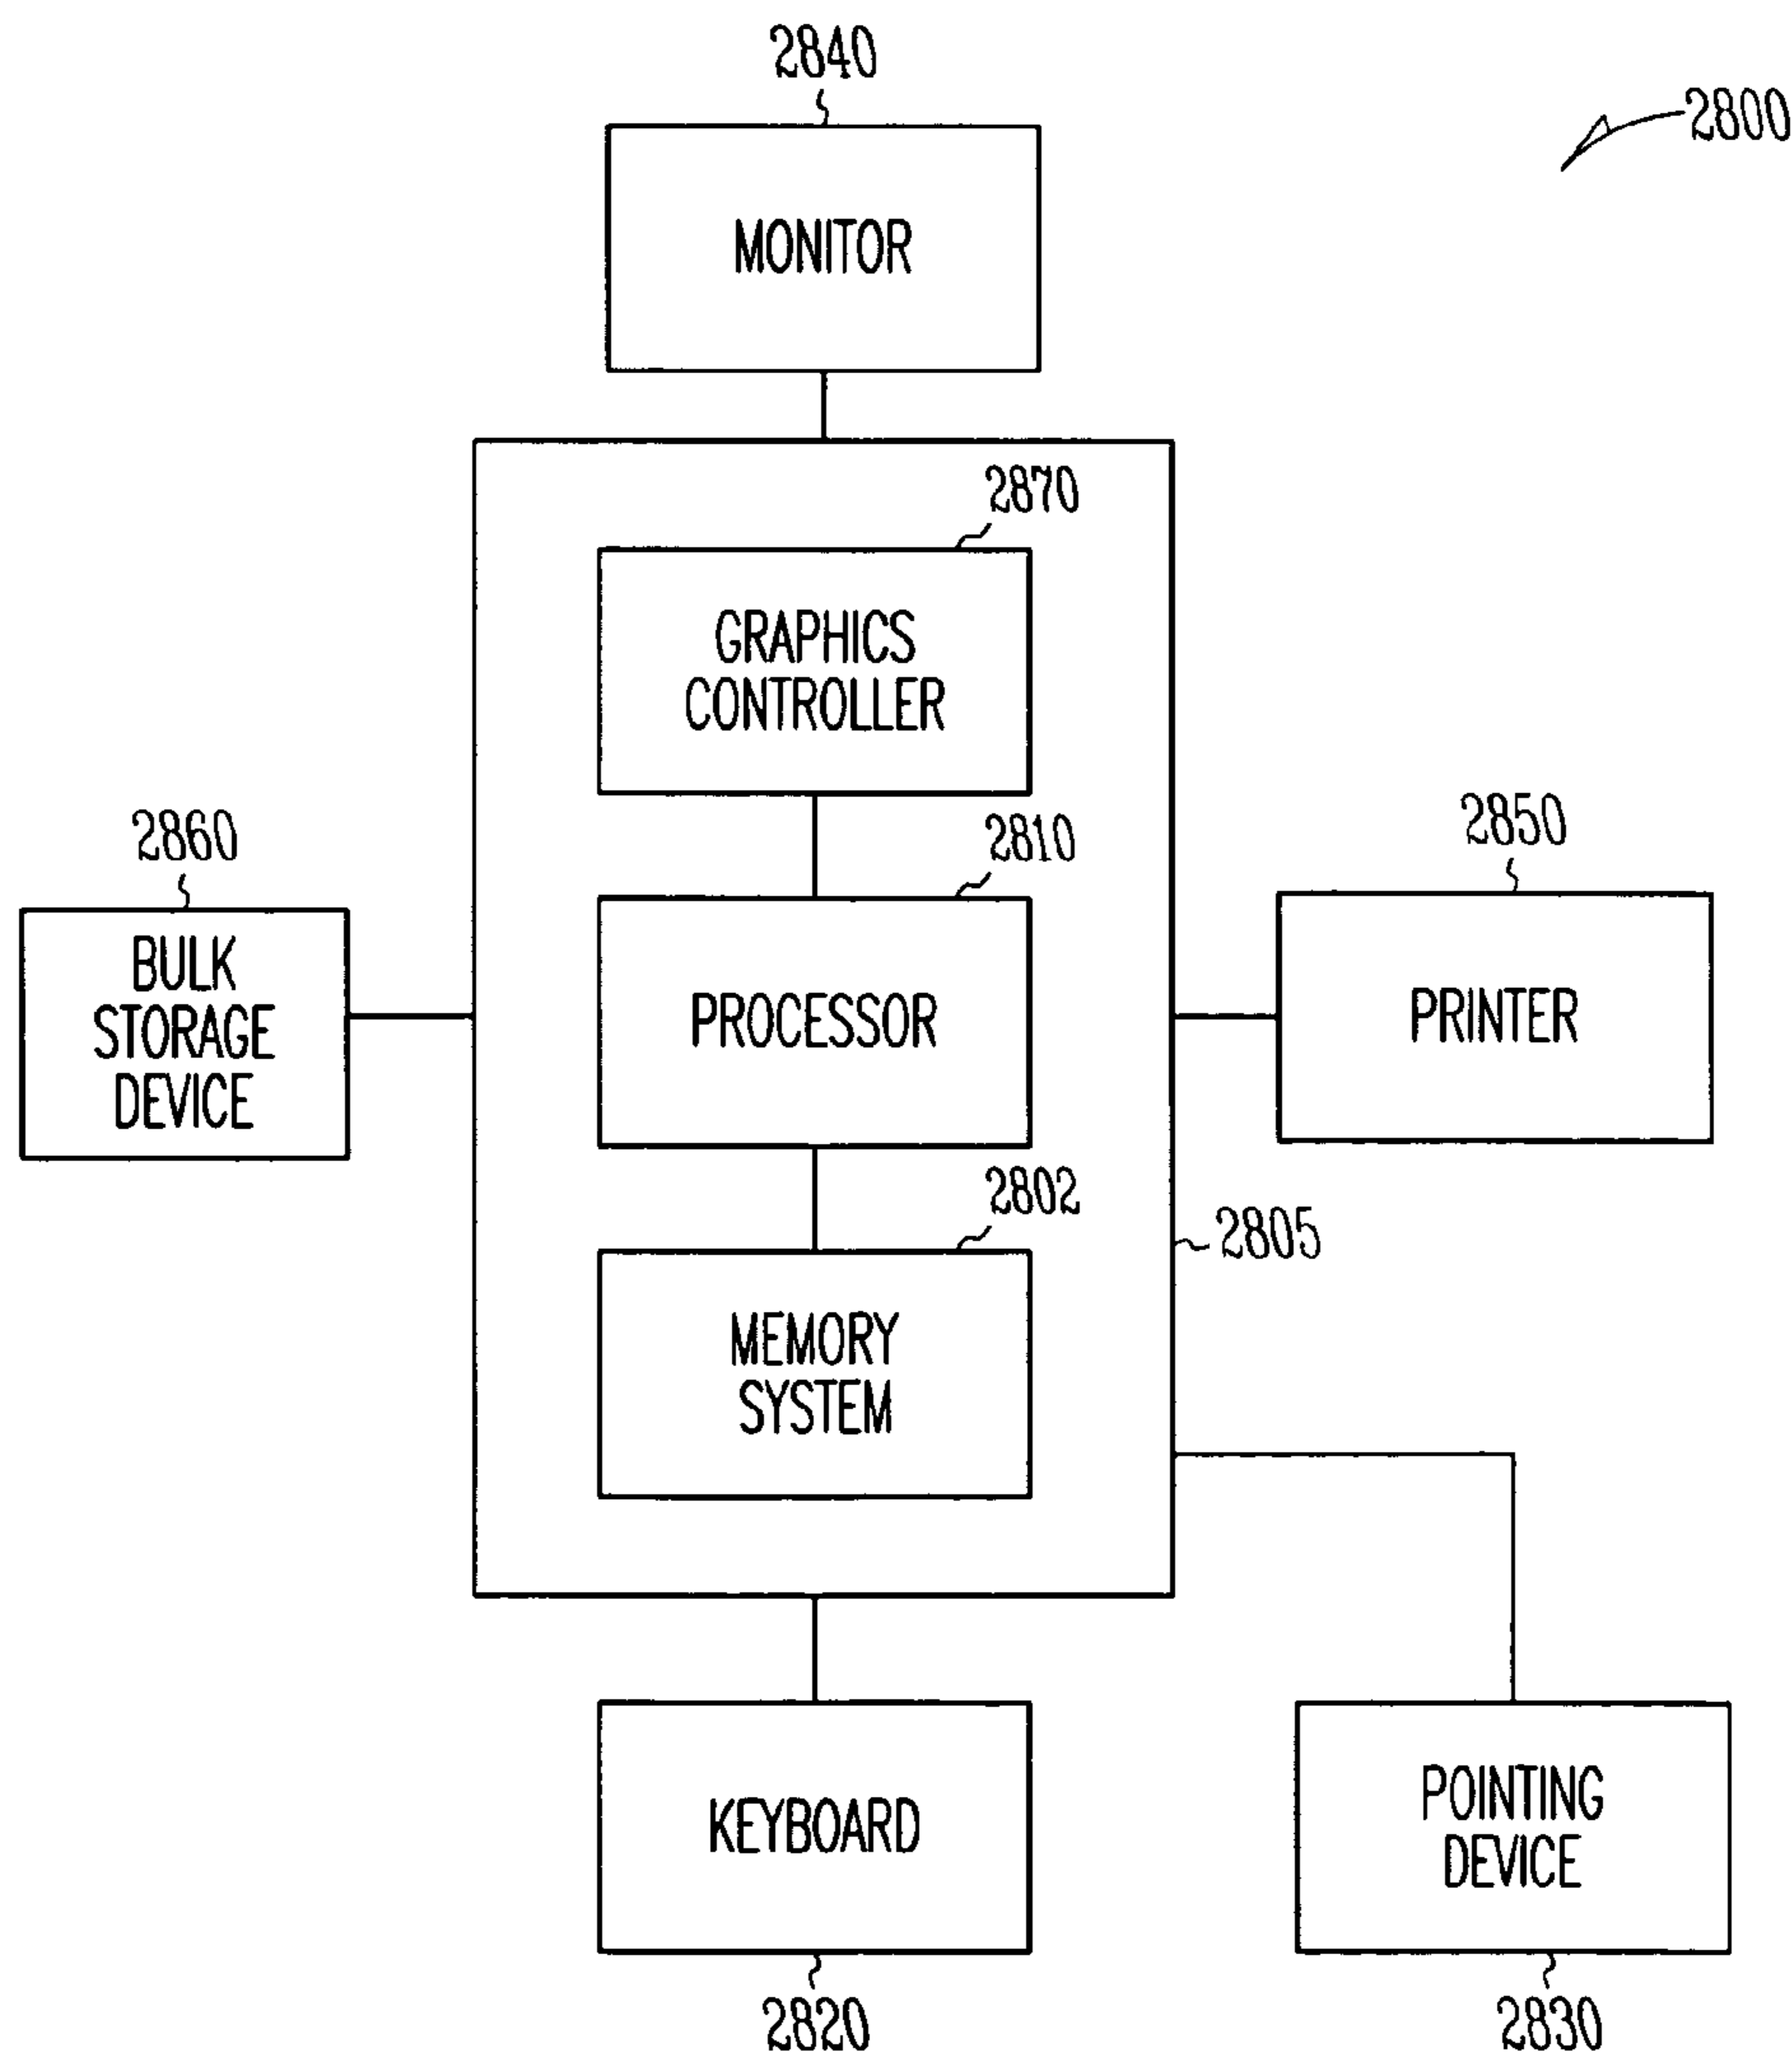 2840
2800
MONITOR
2870
GRAPHICS
CONTROLLER
2860
2810
2850
BULK
STORAGE
DEVICE
PROCESSOR
PRINTER
2802
2805
MEMORY
SYSTEM
KEYBOARD
POINTING
DEVICE
2820
2830